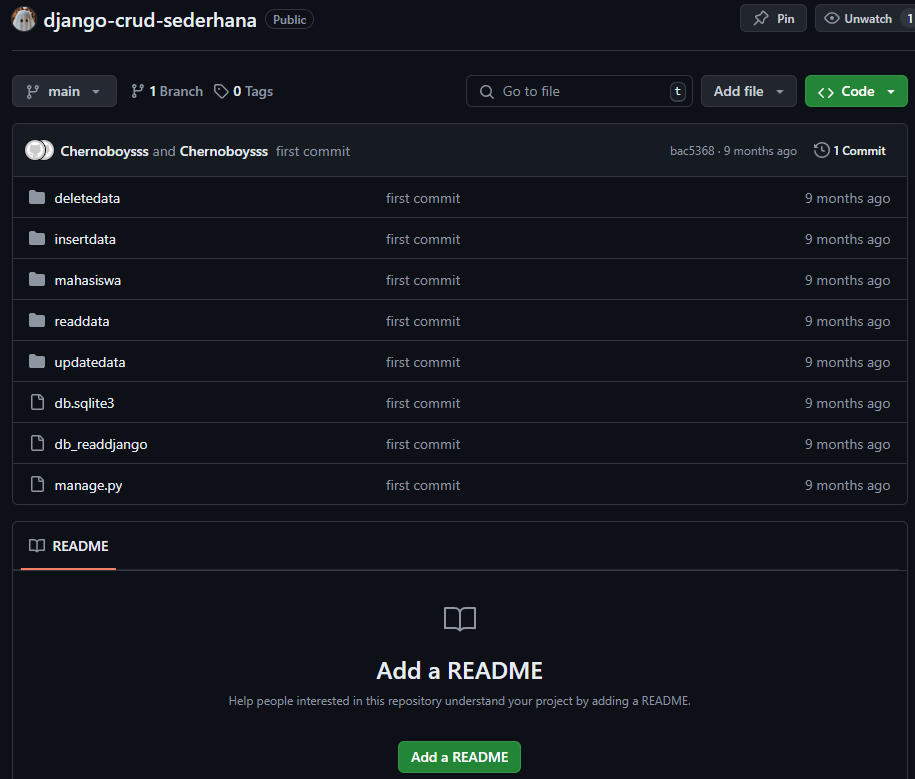 django-crud-sederhana Public Pin Unwatch 1
main 1 Branch 0 Tags Go to file t Add file Code
Chernoboysss and Chernoboysss first commit bac5368 · 9 months ago 1 Commit
deletedata first commit 9 months ago
insertdata first commit 9 months ago
mahasiswa first commit 9 months ago
readdata first commit 9 months ago
updatedata first commit 9 months ago
db.sqlite3 first commit 9 months ago
db_readdjango first commit 9 months ago
manage.py first commit 9 months ago
README
Add a README
Help people interested in this repository understand your project by adding a README.
Add a README